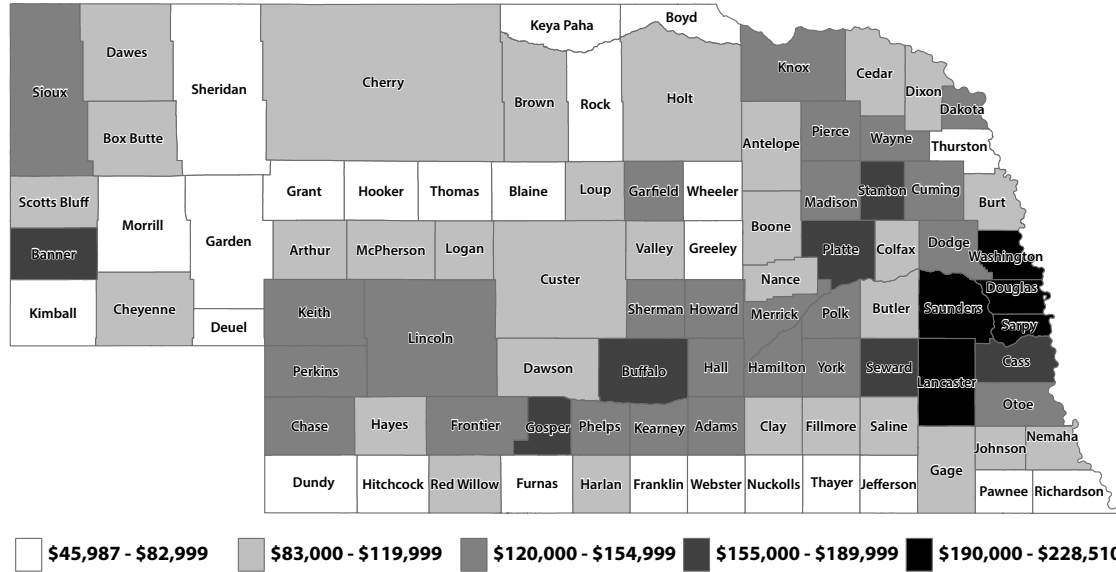 Keya Paha Boyd
Dawes Knox Cedar
Sioux Sheridan Cherry Brown Rock Holt Dixon
Dakota
Box Butte Antelope Pierce Wayne Thurston
Grant Hooker Thomas Blaine Loup Garfield Wheeler Madison Stanton Cuming Burt
Scotts Bluff Morrill Garden Boone
Banner Arthur McPherson Logan Custer Valley Greeley Platte Colfax Dodge Washington
Nance
Kimball Cheyenne Deuel Keith Lincoln Sherman Howard Merrick Polk Butler Saunders Douglas
Sarpy
Perkins Dawson Buffalo Hall Hamilton York Seward Lancaster Cass
Chase Hayes Frontier Gosper Phelps Kearney Adams Clay Fillmore Saline Otoe
Johnson Nemaha
Dundy Hitchcock Red Willow Furnas Harlan Franklin Webster Nuckolls Thayer Jefferson Gage Pawnee Richardson
$45,987 - $82,999 $83,000 - $119,999 $120,000 - $154,999 $155,000 - $189,999 $190,000 - $228,510